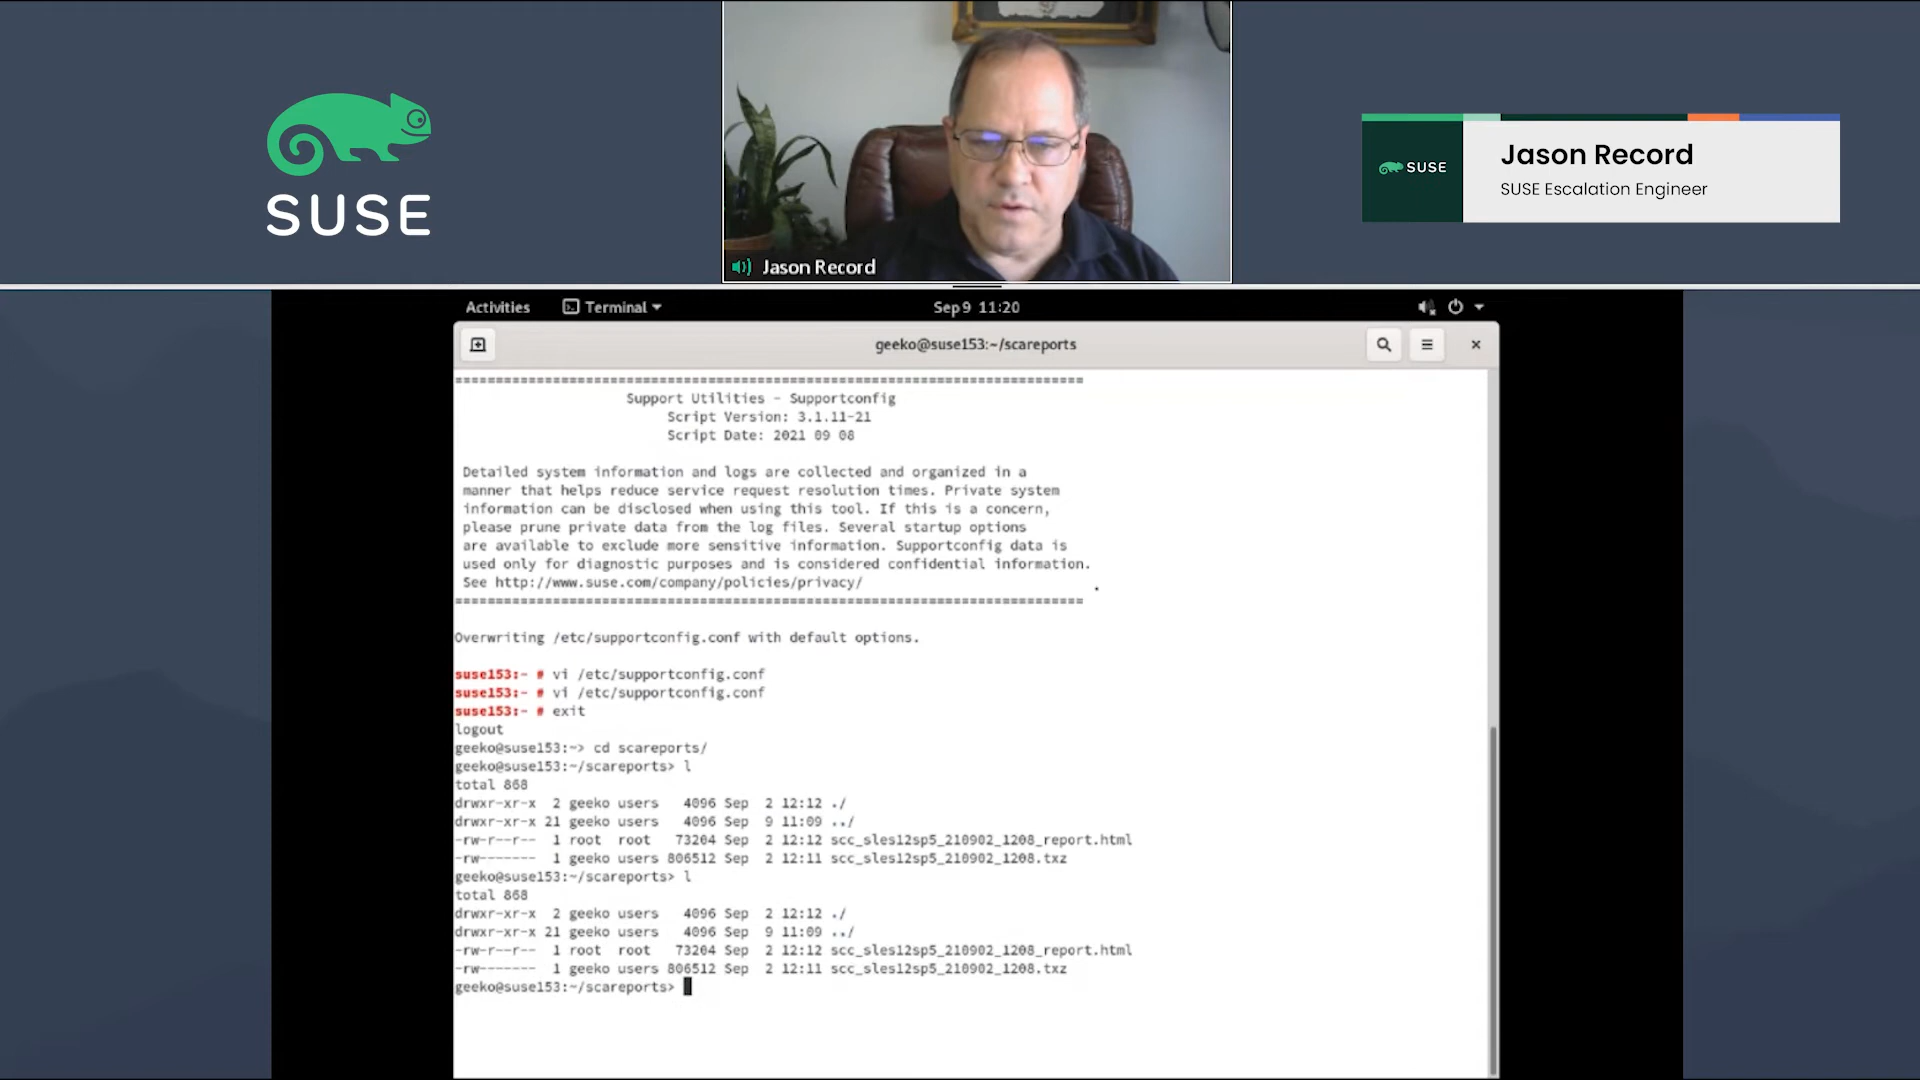 SUSE
Jason Record
SUSE
Jason Record
SUSE Escalation Engineer
Activities
Terminal
Sep 9 11:20
geeko@suse153:~/scareports
===========================================================================
Support Utilities - Supportconfig
Script Version: 3.1.11-21
Script Date: 2021 09 08
Detailed system information and logs are collected and organized in a
manner that helps reduce service request resolution times. Private system
information can be disclosed when using this tool. If this is a concern,
please prune private data from the log files. Several startup options
are available to exclude more sensitive information. Supportconfig data is
used only for diagnostic purposes and is considered confidential information.
See http://www.suse.com/company/policies/privacy/
===========================================================================
Overwriting /etc/supportconfig.conf with default options.
suse153:~ # vi /etc/supportconfig.conf
suse153:~ # vi /etc/supportconfig.conf
suse153:~ # exit
logout
geeko@suse153:~> cd scareports/
geeko@suse153:~/scareports> l
total 868
drwxr-xr-x 2 geeko users 4096 Sep 2 12:12 ./
drwxr-xr-x 21 geeko users 4096 Sep 9 11:09 ../
-rw-r--r-- 1 root root 73204 Sep 2 12:12 scc_sles12sp5_210902_1208_report.html
-rw------- 1 geeko users 806512 Sep 2 12:11 scc_sles12sp5_210902_1208.txz
geeko@suse153:~/scareports> l
total 868
drwxr-xr-x 2 geeko users 4096 Sep 2 12:12 ./
drwxr-xr-x 21 geeko users 4096 Sep 9 11:09 ../
-rw-r--r-- 1 root root 73204 Sep 2 12:12 scc_sles12sp5_210902_1208_report.html
-rw------- 1 geeko users 806512 Sep 2 12:11 scc_sles12sp5_210902_1208.txz
geeko@suse153:~/scareports>